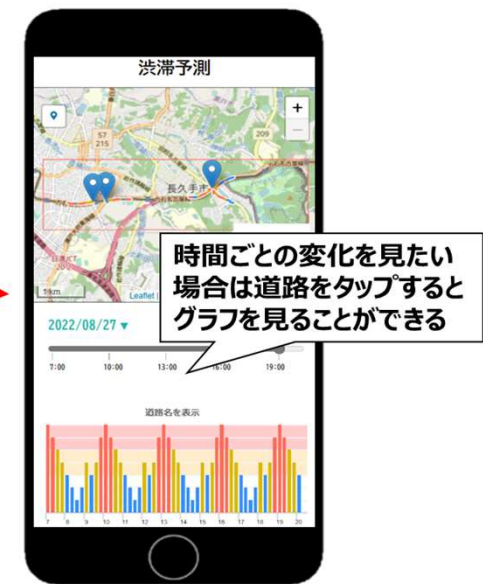 渋滞予測
+
57
215
209
長久手市
1 km
Leaflet
時間ごとの変化を見たい
場合は道路をタップすると
グラフを見ることができる
2022/08/27 ▼
7:00 10:00 13:00 16:00 19:00
道路名を表示
7 8 9 10 11 12 13 14 15 16 17 18 19 20